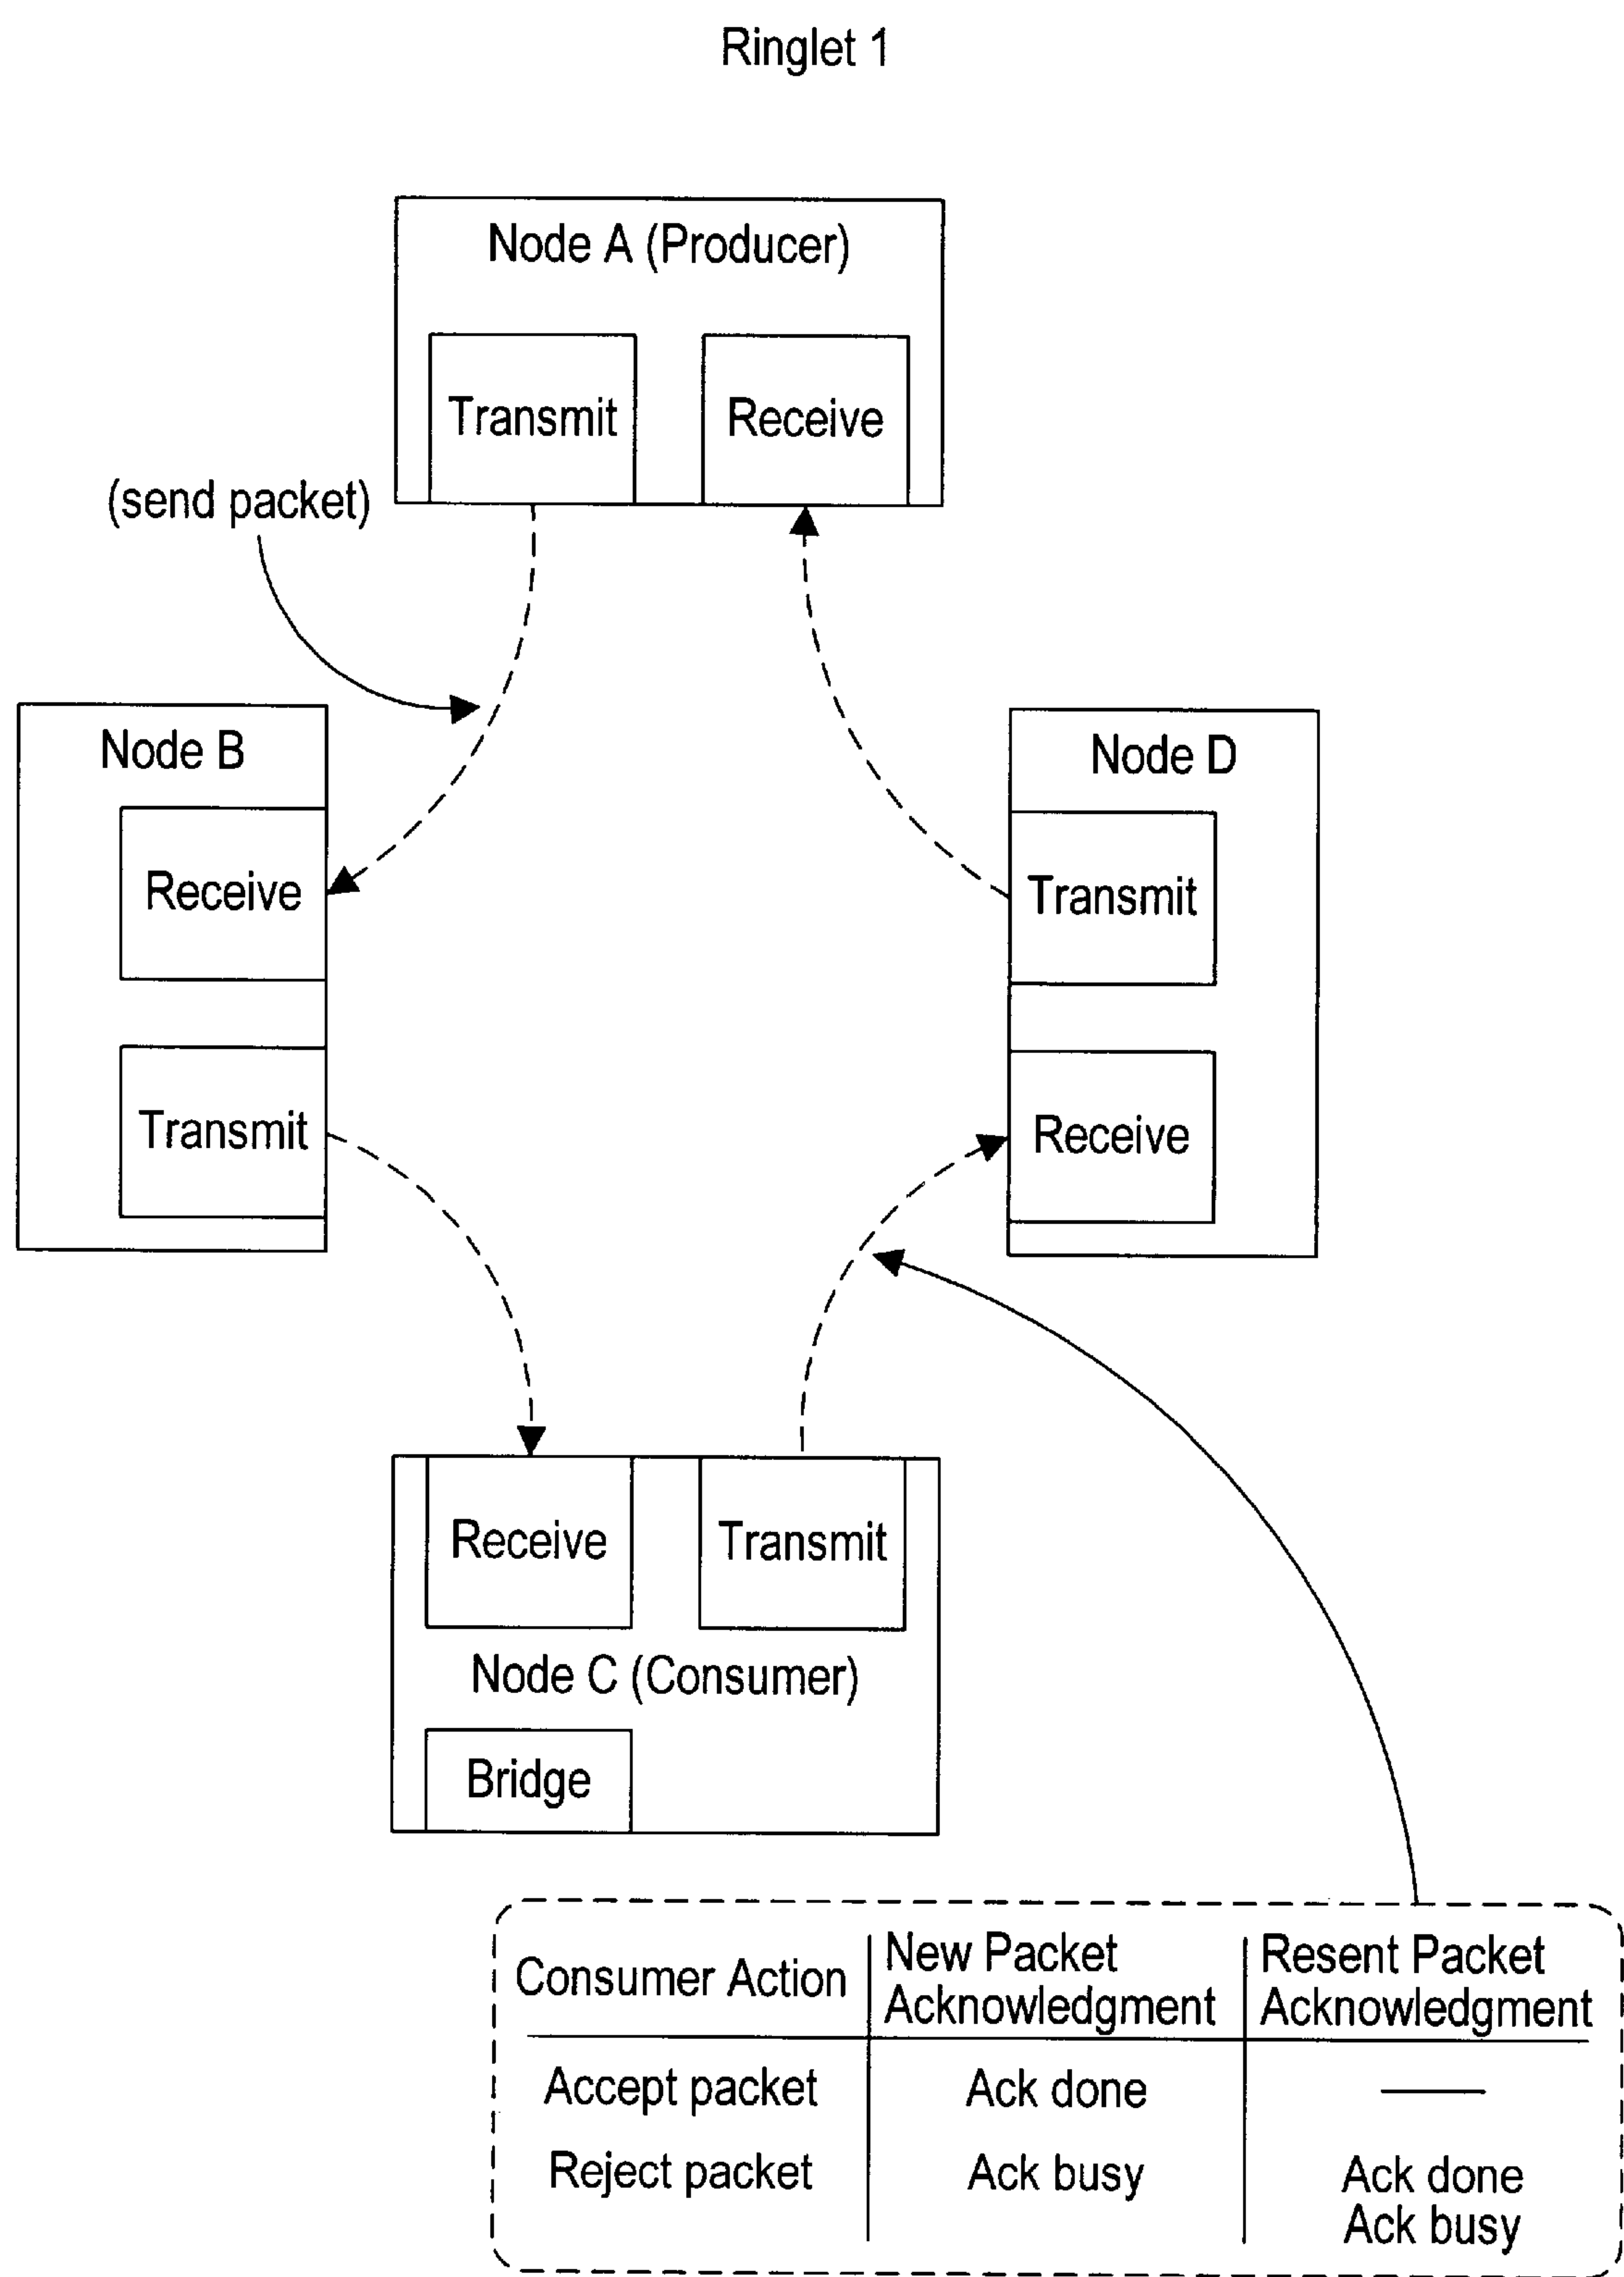 Ringlet 1
Node A (Producer)
Transmit
Receive
(send packet)
Node B
Receive
Transmit
Node D
Transmit
Receive
Receive
Transmit
Node C (Consumer)
Bridge
Consumer Action
New Packet
Acknowledgment
Resent Packet
Acknowledgment
Accept packet
Ack done
Reject packet
Ack busy
Ack done
Ack busy